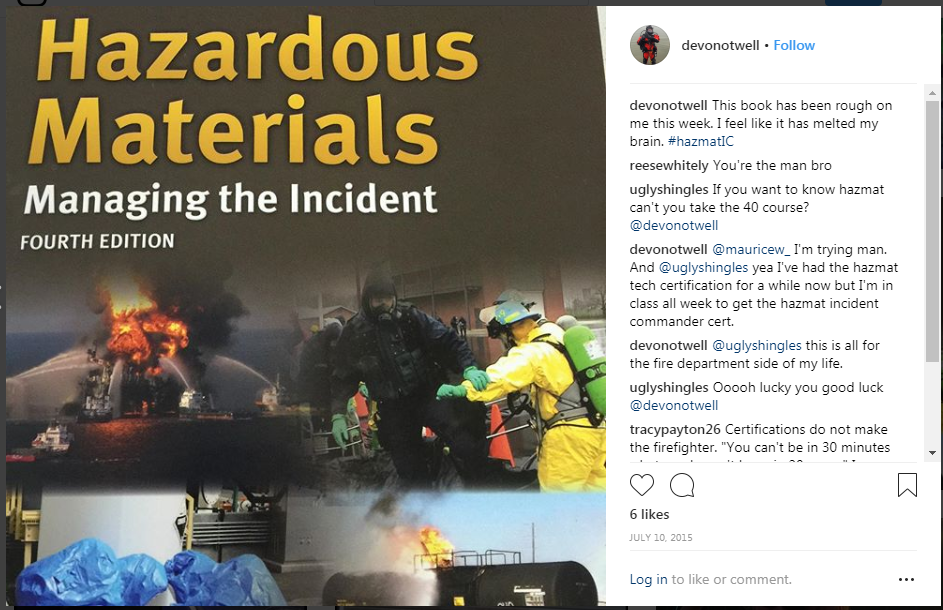 Hazardous
Materials
Managing the Incident
FOURTH EDITION
devonotwell • Follow
devonotwell This book has been rough on
me this week. I feel like it has melted my
brain. #hazmatIC
reesewhitely You're the man bro
uglyshingles If you want to know hazmat
can't you take the 40 course?
@devonotwell
devonotwell @mauricew_ I'm trying man.
And @uglyshingles yea I've had the hazmat
tech certification for a while now but I'm in
class all week to get the hazmat incident
commander cert.
devonotwell @uglyshingles this is all for
the fire department side of my life.
uglyshingles Ooooh lucky you good luck
@devonotwell
tracypayton26 Certifications do not make
the firefighter. "You can't be in 30 minutes
6 likes
JULY 10, 2015
Log in to like or comment.